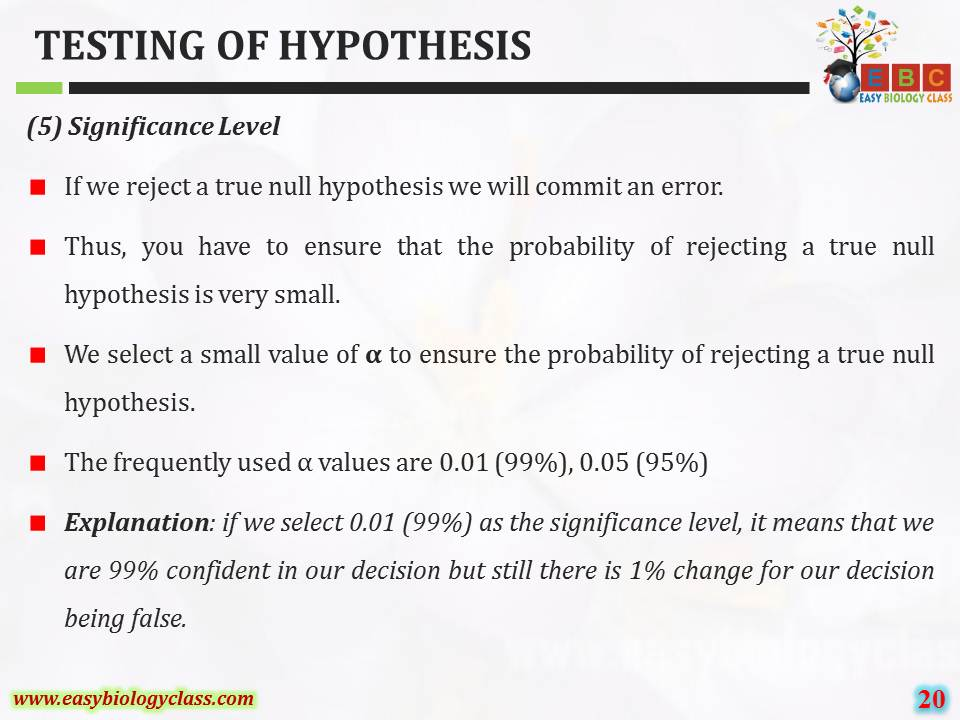 TESTING OF HYPOTHESIS
E B C
EASY BIOLOGY CLASS
(5) Significance Level
If we reject a true null hypothesis we will commit an error.
Thus, you have to ensure that the probability of rejecting a true null
hypothesis is very small.
We select a small value of α to ensure the probability of rejecting a true null
hypothesis.
The frequently used α values are 0.01 (99%), 0.05 (95%)
Explanation: if we select 0.01 (99%) as the significance level, it means that we
are 99% confident in our decision but still there is 1% change for our decision
being false.
www.easybiologyclass
www.easybiologyclass.com
20